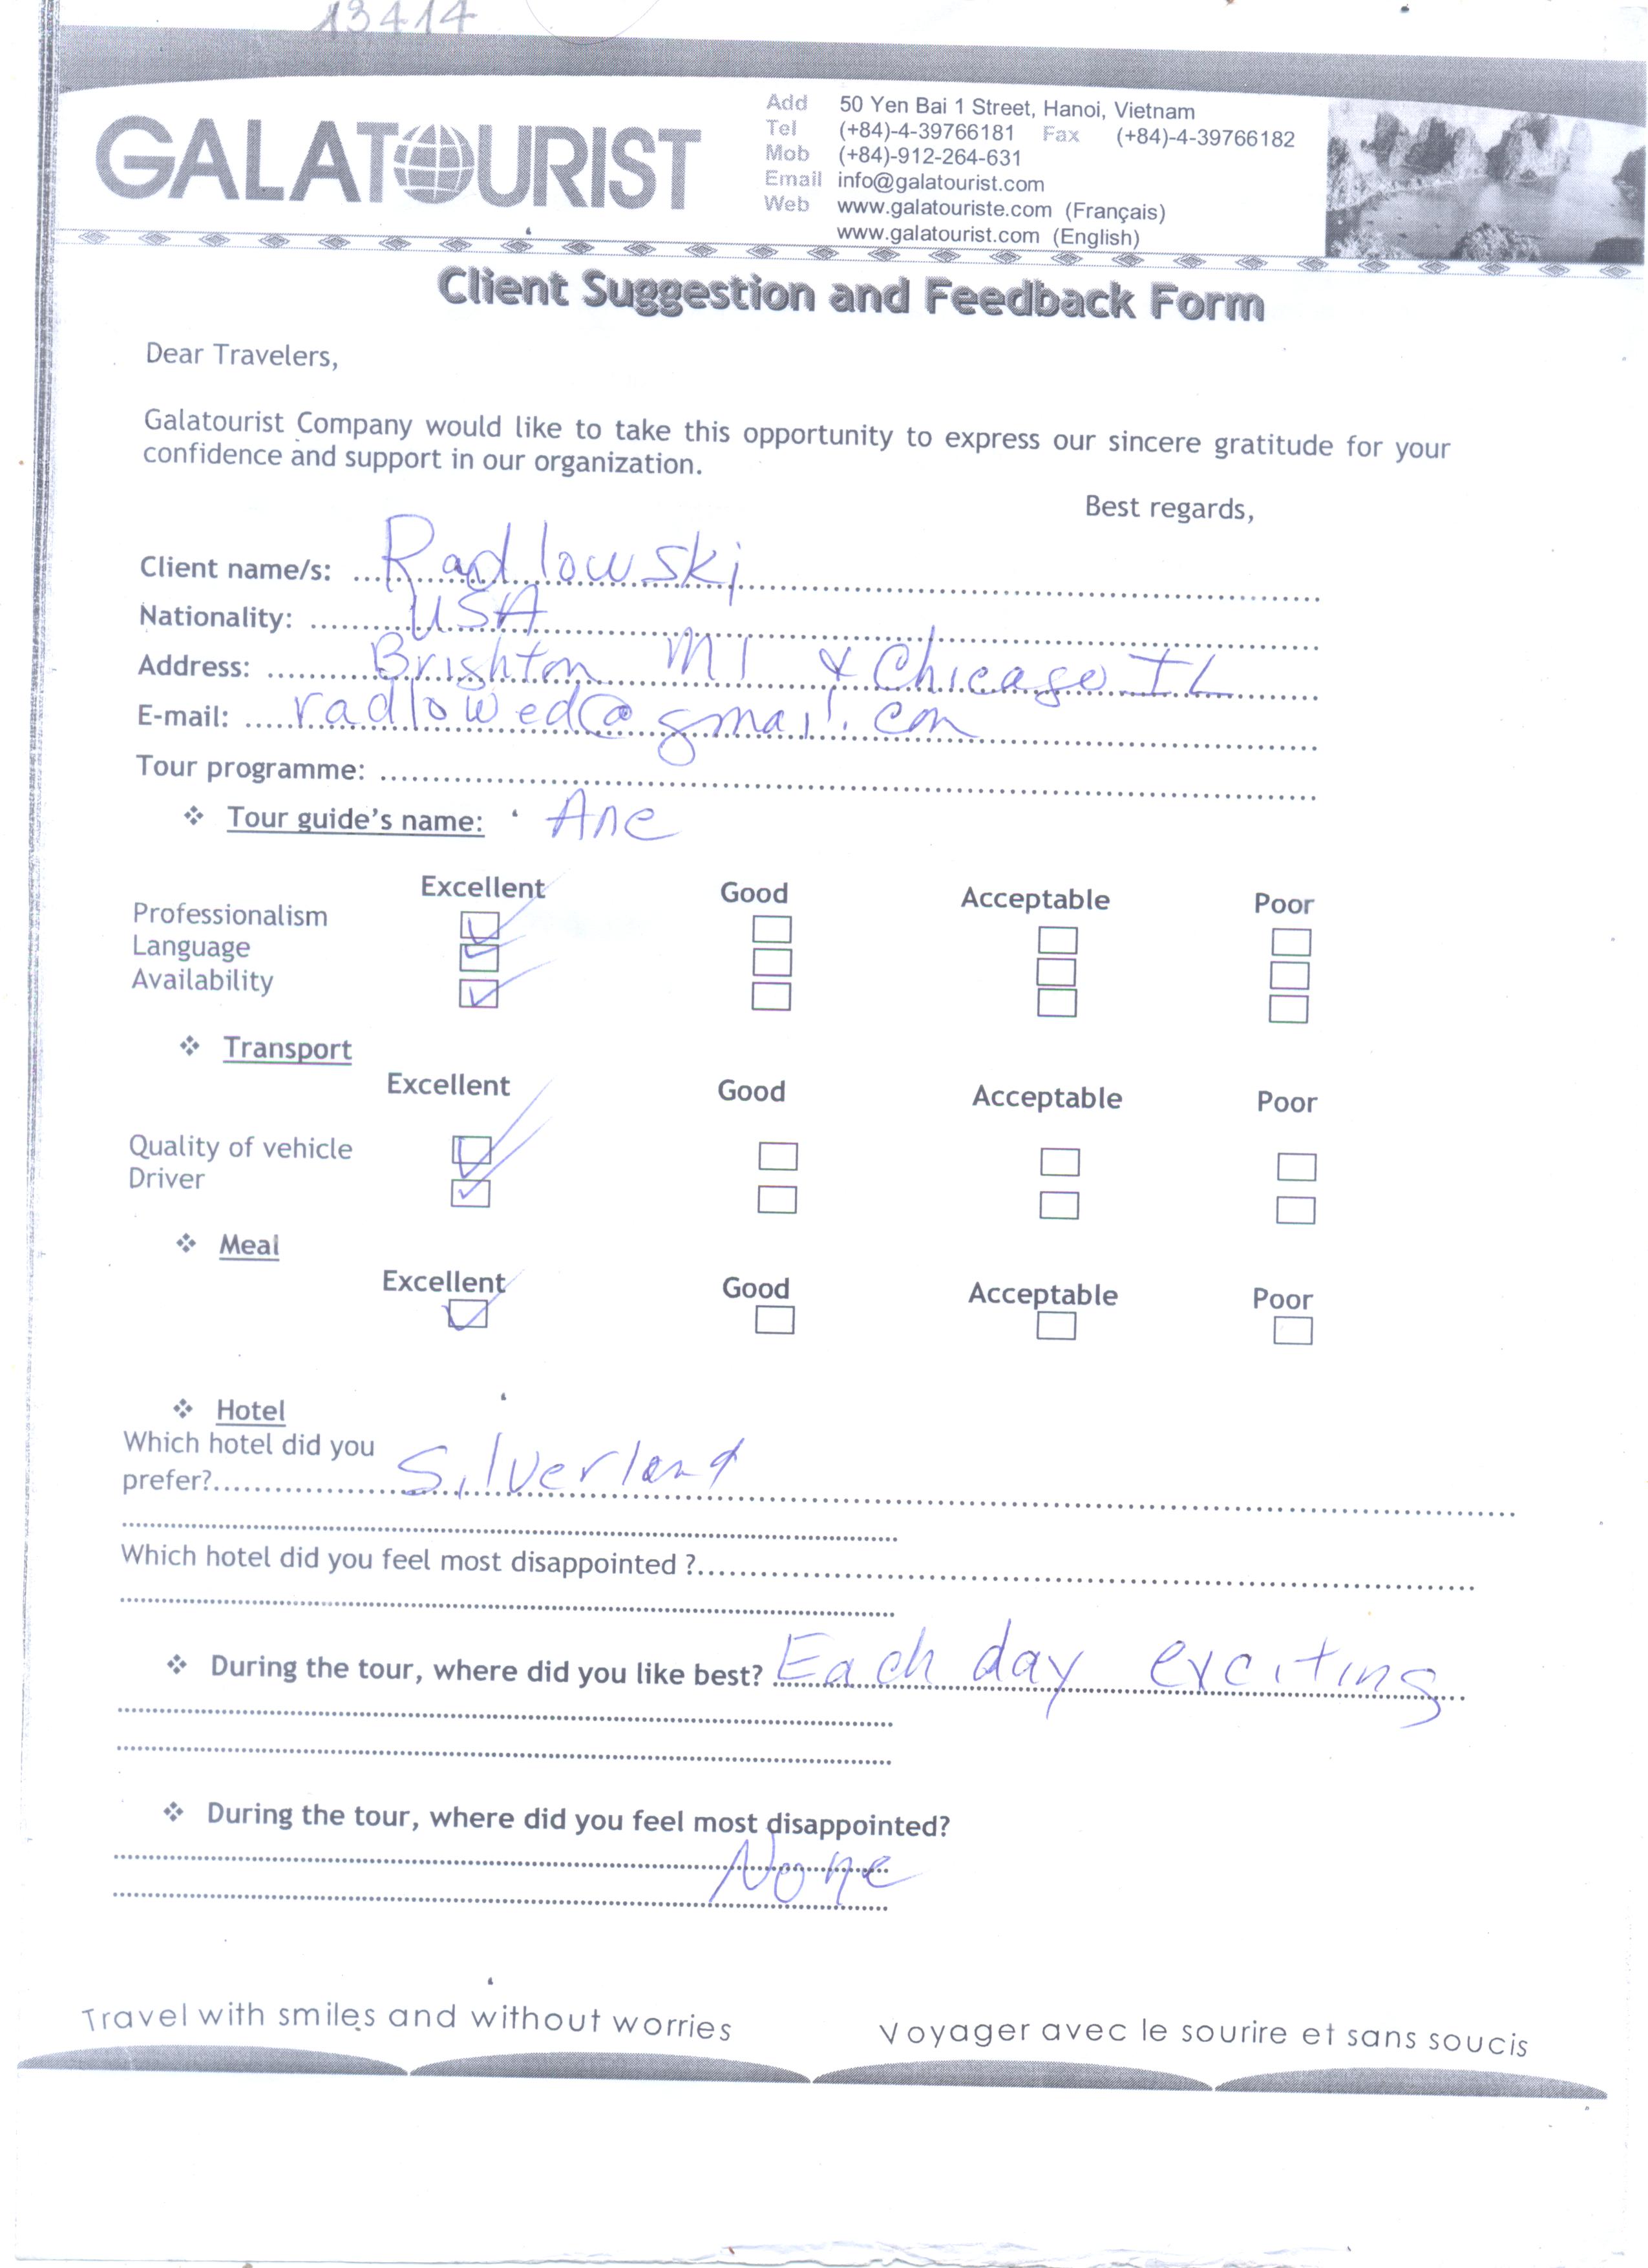 13414
GALATOURIST
Add 50 Yen Bai 1 Street, Hanoi, Vietnam
Tel (+84)-4-39766181 Fax (+84)-4-39766182
Mob (+84)-912-264-631
Email info@galatourist.com
Web www.galatouriste.com (Français)
www.galatourist.com (English)
Client Suggestion and Feedback Form
Dear Travelers,
Galatourist Company would like to take this opportunity to express our sincere gratitude for your
confidence and support in our organization.
Best regards,
Client name/s: Radlowski
Nationality: USA
Address: Brighton MI & Chicago IL
E-mail: radlowed@gmail.com
Tour programme:
❖ Tour guide's name: Ane
Excellent Good Acceptable Poor
Professionalism
Language
Availability
❖ Transport
Excellent Good Acceptable Poor
Quality of vehicle
Driver
❖ Meal
Excellent Good Acceptable Poor
❖ Hotel
Which hotel did you
prefer? Silverland
Which hotel did you feel most disappointed ?
❖ During the tour, where did you like best? Each day exciting
❖ During the tour, where did you feel most disappointed?
None
Travel with smiles and without worries Voyager avec le sourire et sans soucis